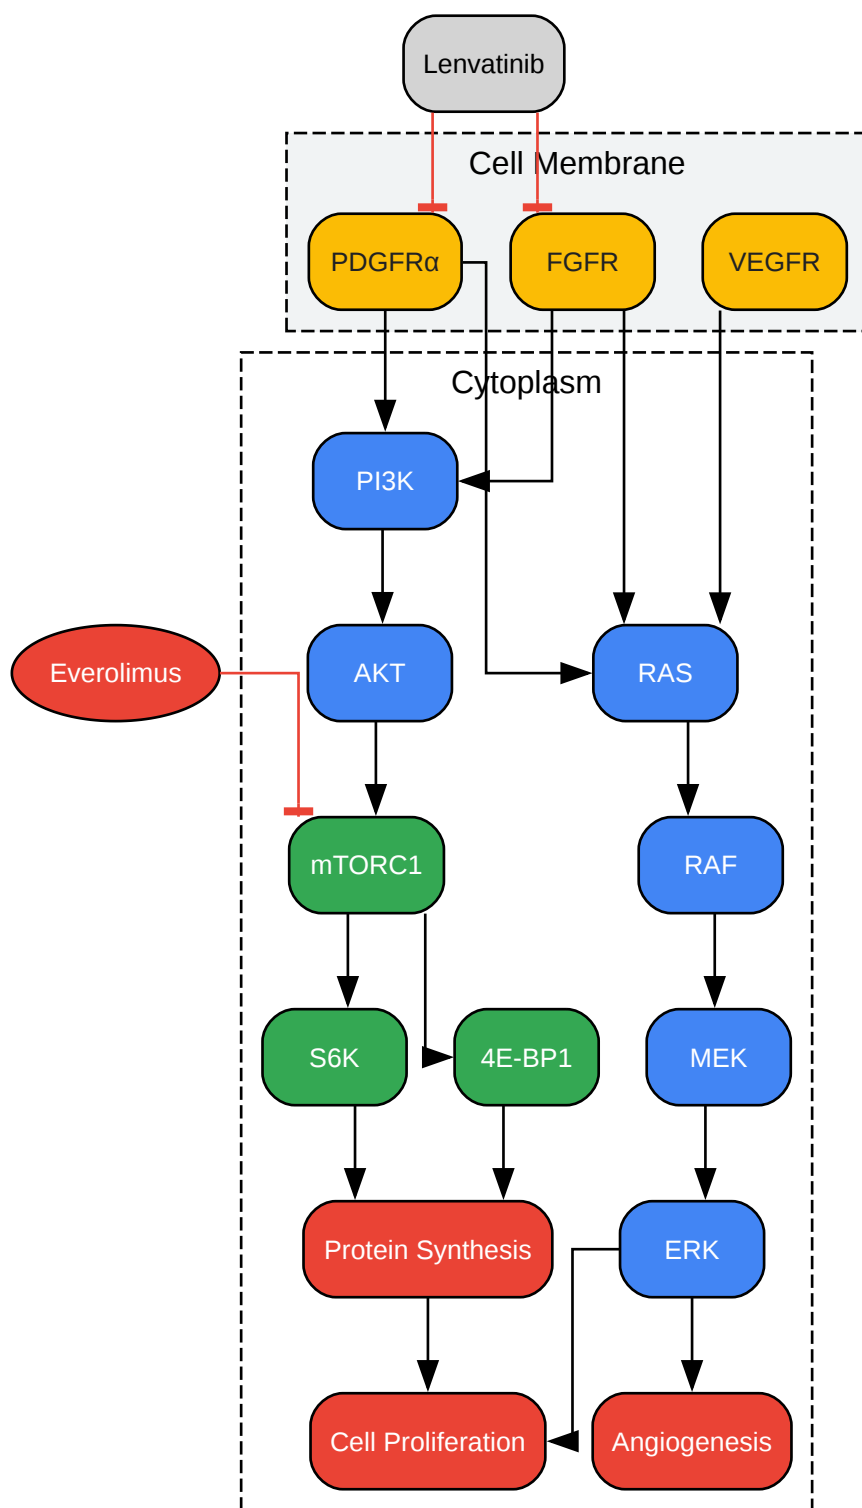 Lenvatinib
Cell Membrane
PDGFRα
FGFR
VEGFR
Cytoplasm
PI3K
Everolimus
AKT
RAS
mTORC1
RAF
S6K
4E-BP1
MEK
Protein Synthesis
ERK
Cell Proliferation
Angiogenesis